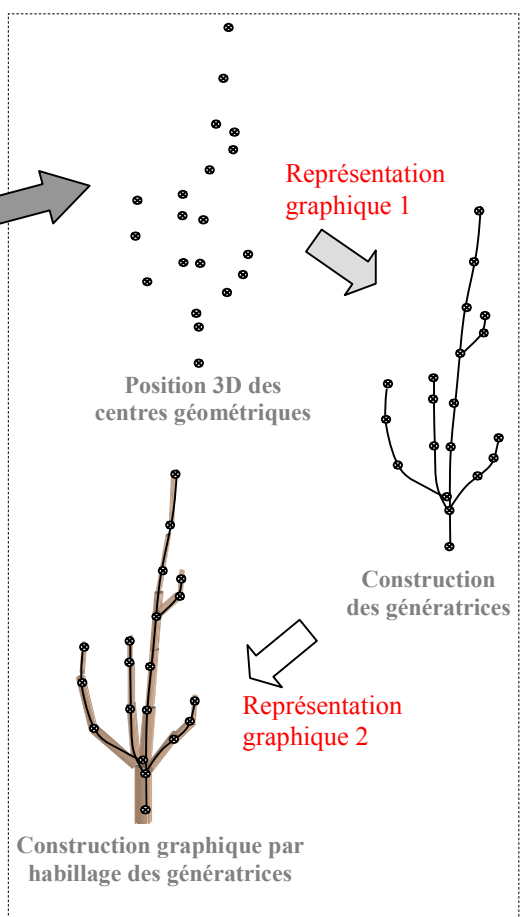 Représentation
graphique 1
Position 3D des
centres géométriques
Construction
des génératrices
Représentation
graphique 2
Construction graphique par
habillage des génératrices